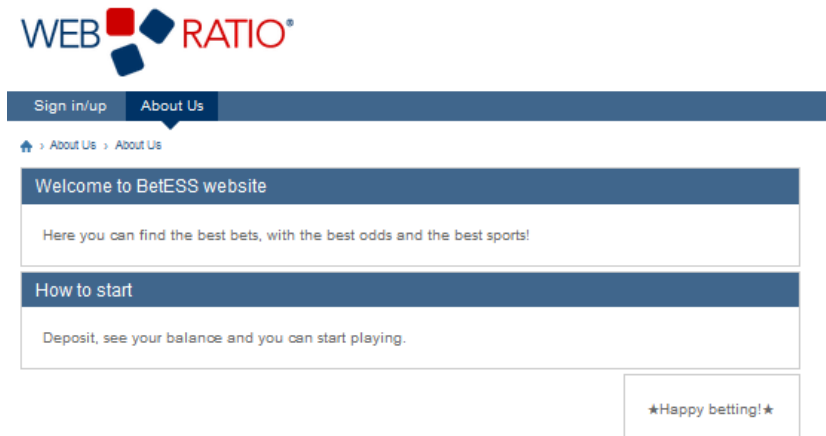 WEB RATIO®
Sign in/up About Us
› About Us › About Us
Welcome to BetESS website
Here you can find the best bets, with the best odds and the best sports!
How to start
Deposit, see your balance and you can start playing.
★Happy betting!★